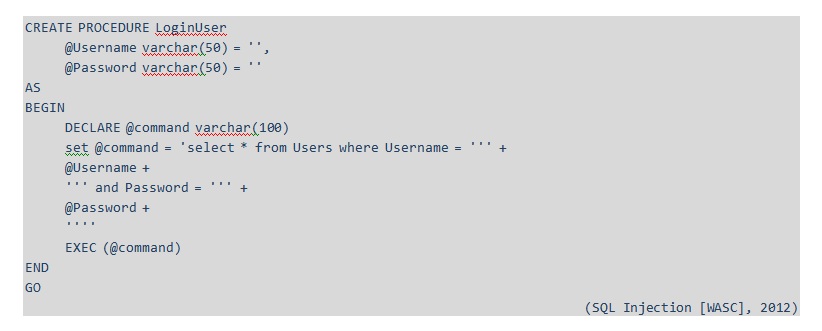 CREATE PROCEDURE LoginUser
@Username varchar(50) = '',
@Password varchar(50) = ''
AS
BEGIN
DECLARE @command varchar(100)
set @command = 'select * from Users where Username = ''' +
@Username +
''' and Password = ''' +
@Password +
''''
EXEC (@command)
END
GO
(SQL Injection [WASC], 2012)